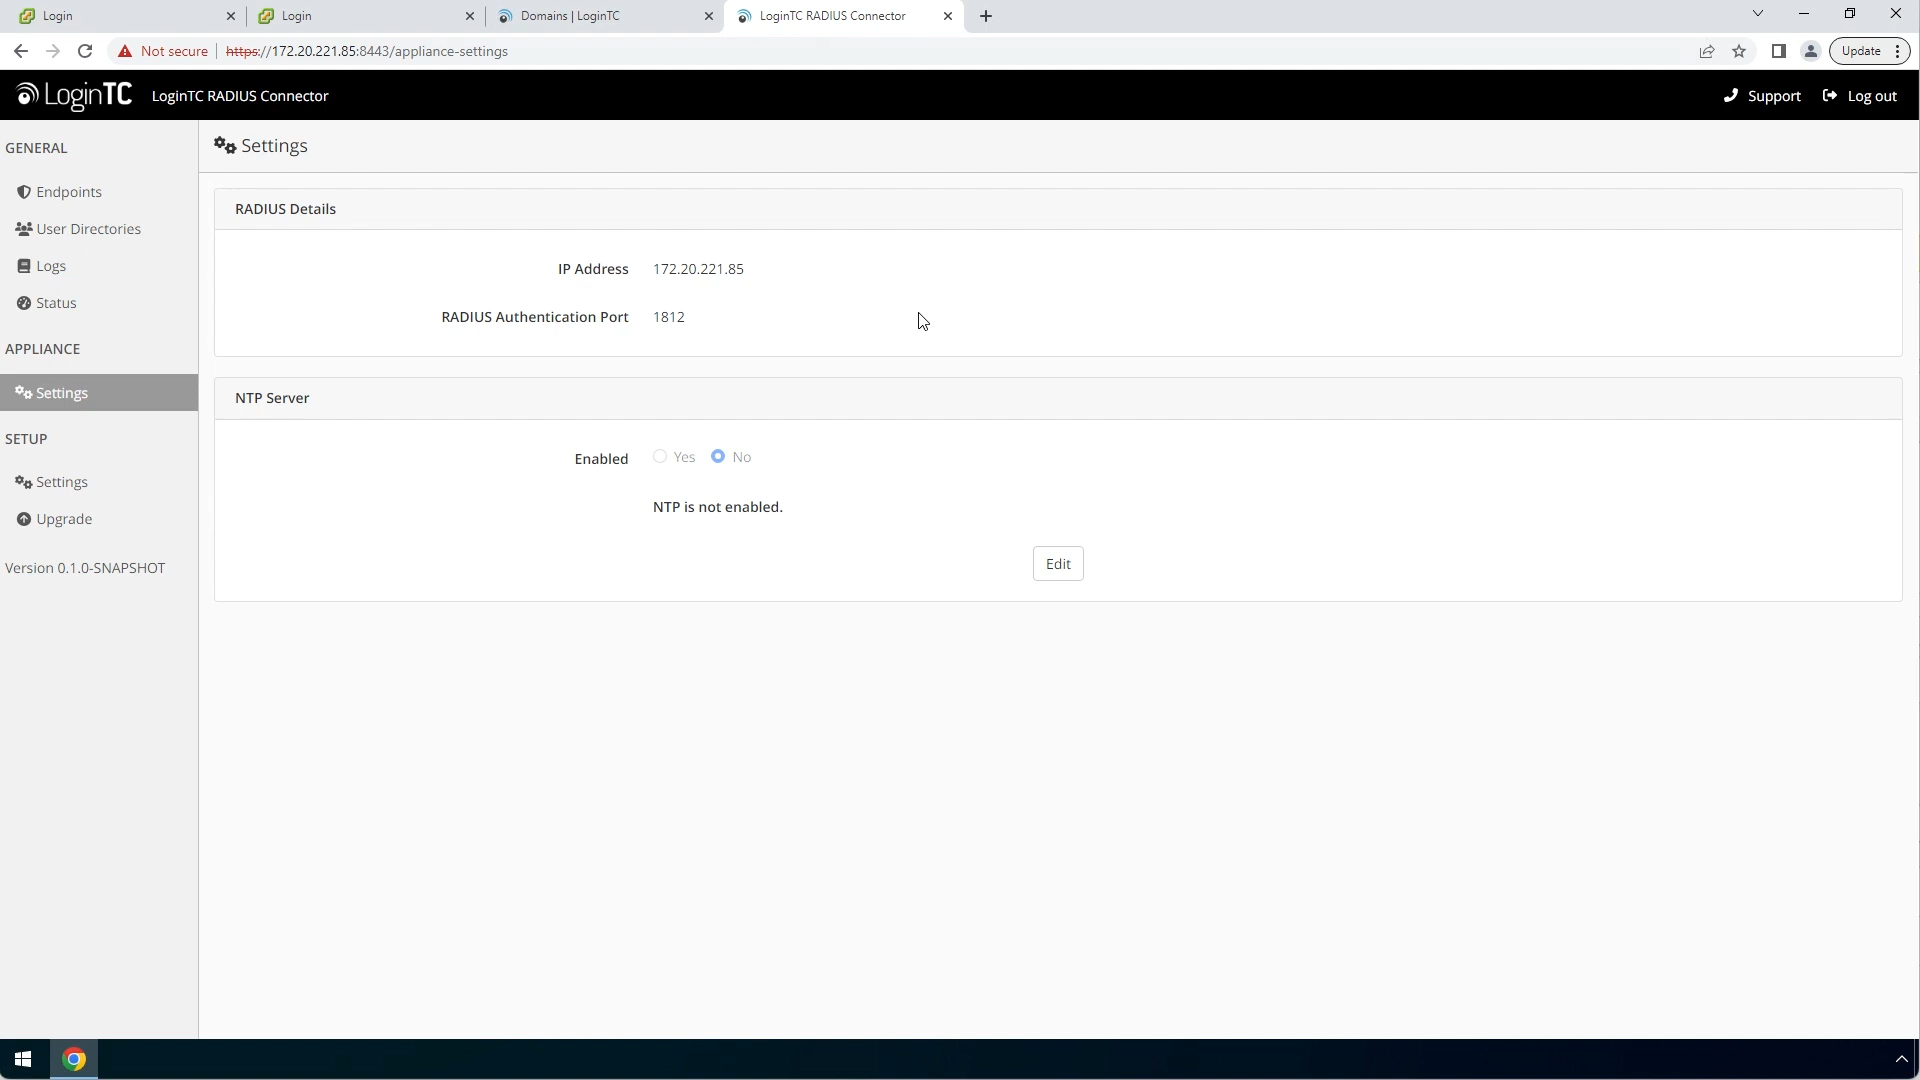 Login
Login
Domains | LoginTC
LoginTC RADIUS Connector
Not secure
https://172.20.221.85:8443/appliance-settings
Update
LoginTC
LoginTC RADIUS Connector
Support
Log out
GENERAL
Endpoints
User Directories
Logs
Status
APPLIANCE
Settings
SETUP
Settings
Upgrade
Version 0.1.0-SNAPSHOT
Settings
RADIUS Details
IP Address 172.20.221.85
RADIUS Authentication Port 1812
NTP Server
Enabled Yes No
NTP is not enabled.
Edit